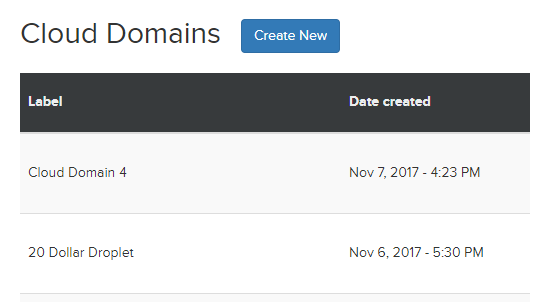 Cloud Domains Create New
Label Date created
Cloud Domain 4 Nov 7, 2017 - 4:23 PM
20 Dollar Droplet Nov 6, 2017 - 5:30 PM